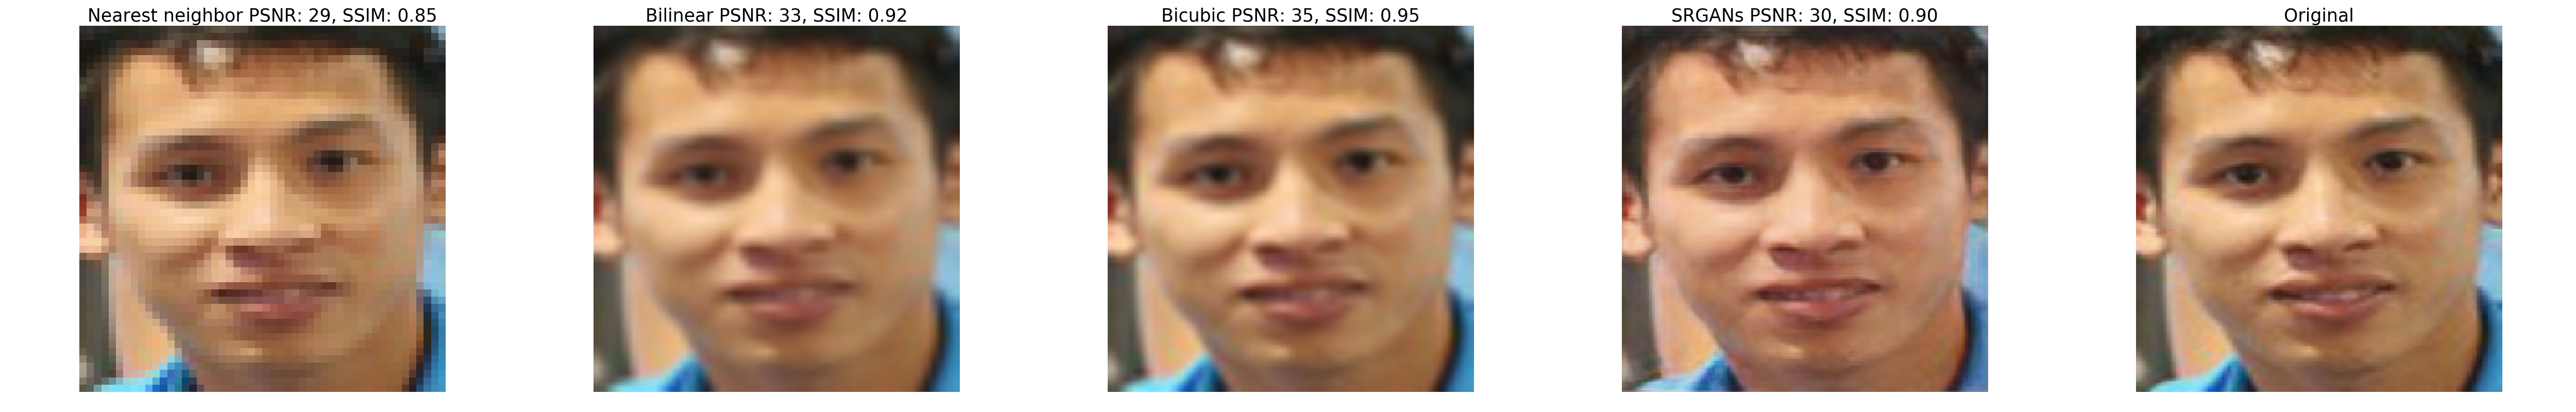 Nearest neighbor PSNR: 29, SSIM: 0.85
Bilinear PSNR: 33, SSIM: 0.92
Bicubic PSNR: 35, SSIM: 0.95
SRGANs PSNR: 30, SSIM: 0.90
Original